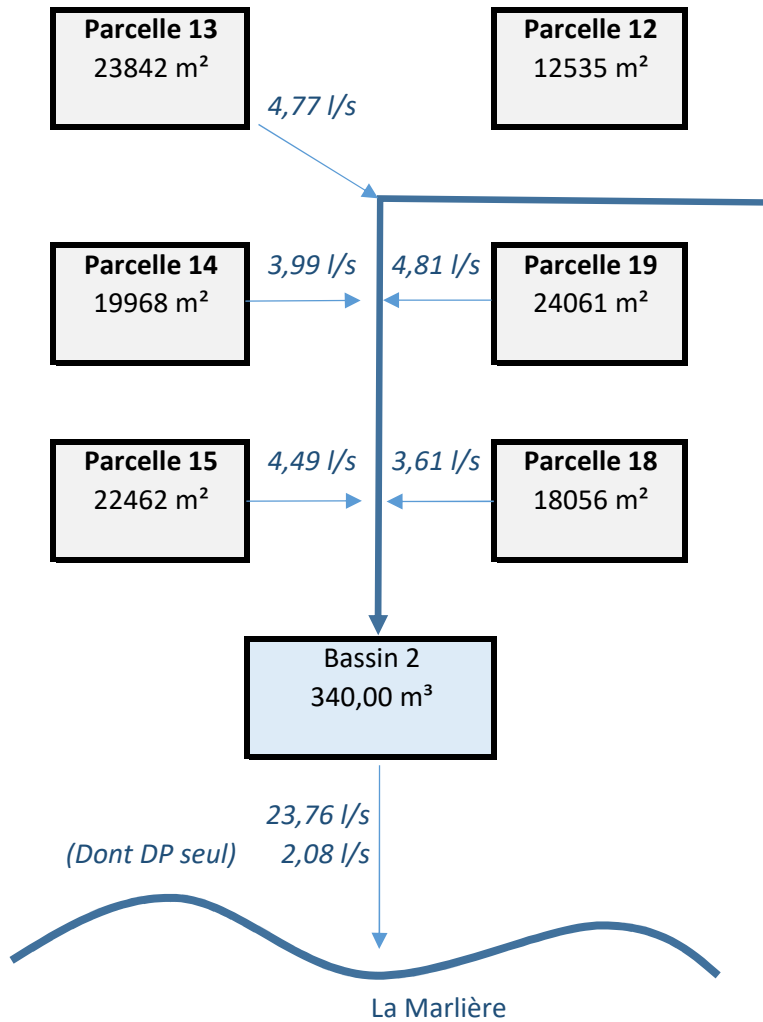 Parcelle 13
23842 m²
Parcelle 12
12535 m²
4,77 l/s
Parcelle 14
19968 m²
3,99 l/s
4,81 l/s
Parcelle 19
24061 m²
Parcelle 15
22462 m²
4,49 l/s
3,61 l/s
Parcelle 18
18056 m²
Bassin 2
340,00 m³
23,76 l/s
(Dont DP seul) 2,08 l/s
La Marlière